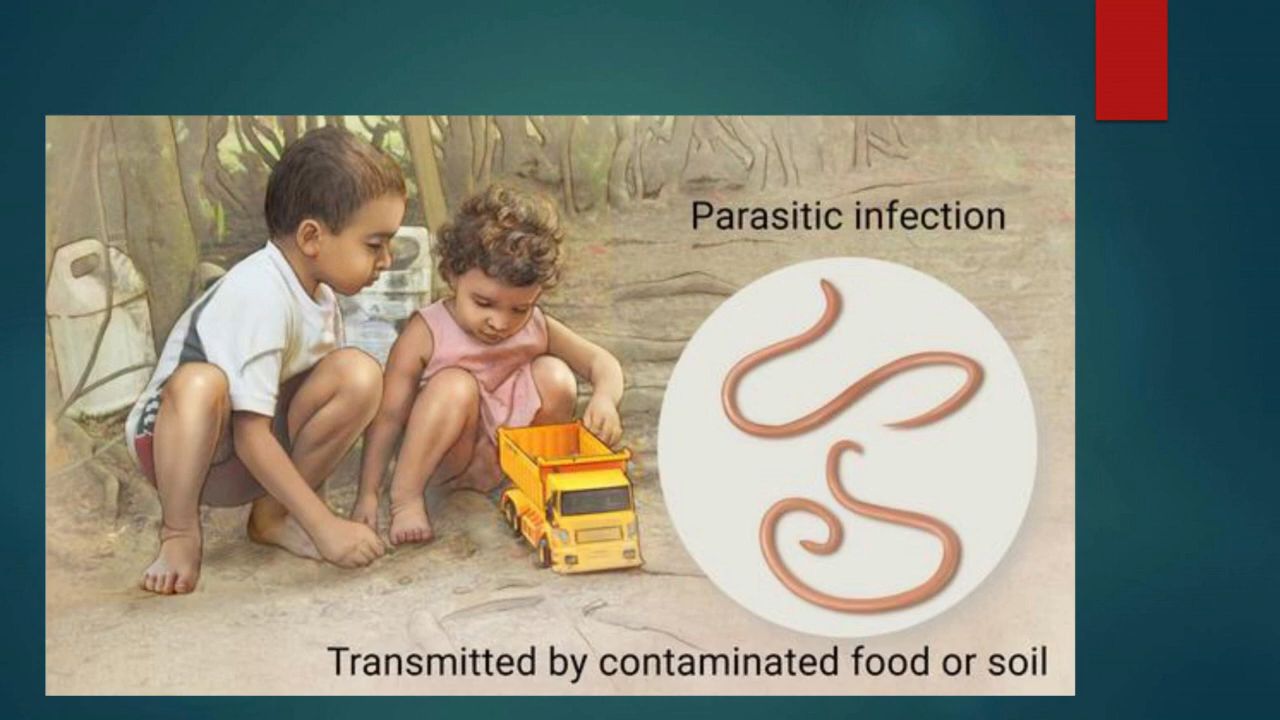 Parasitic infection
Transmitted by contaminated food or soil